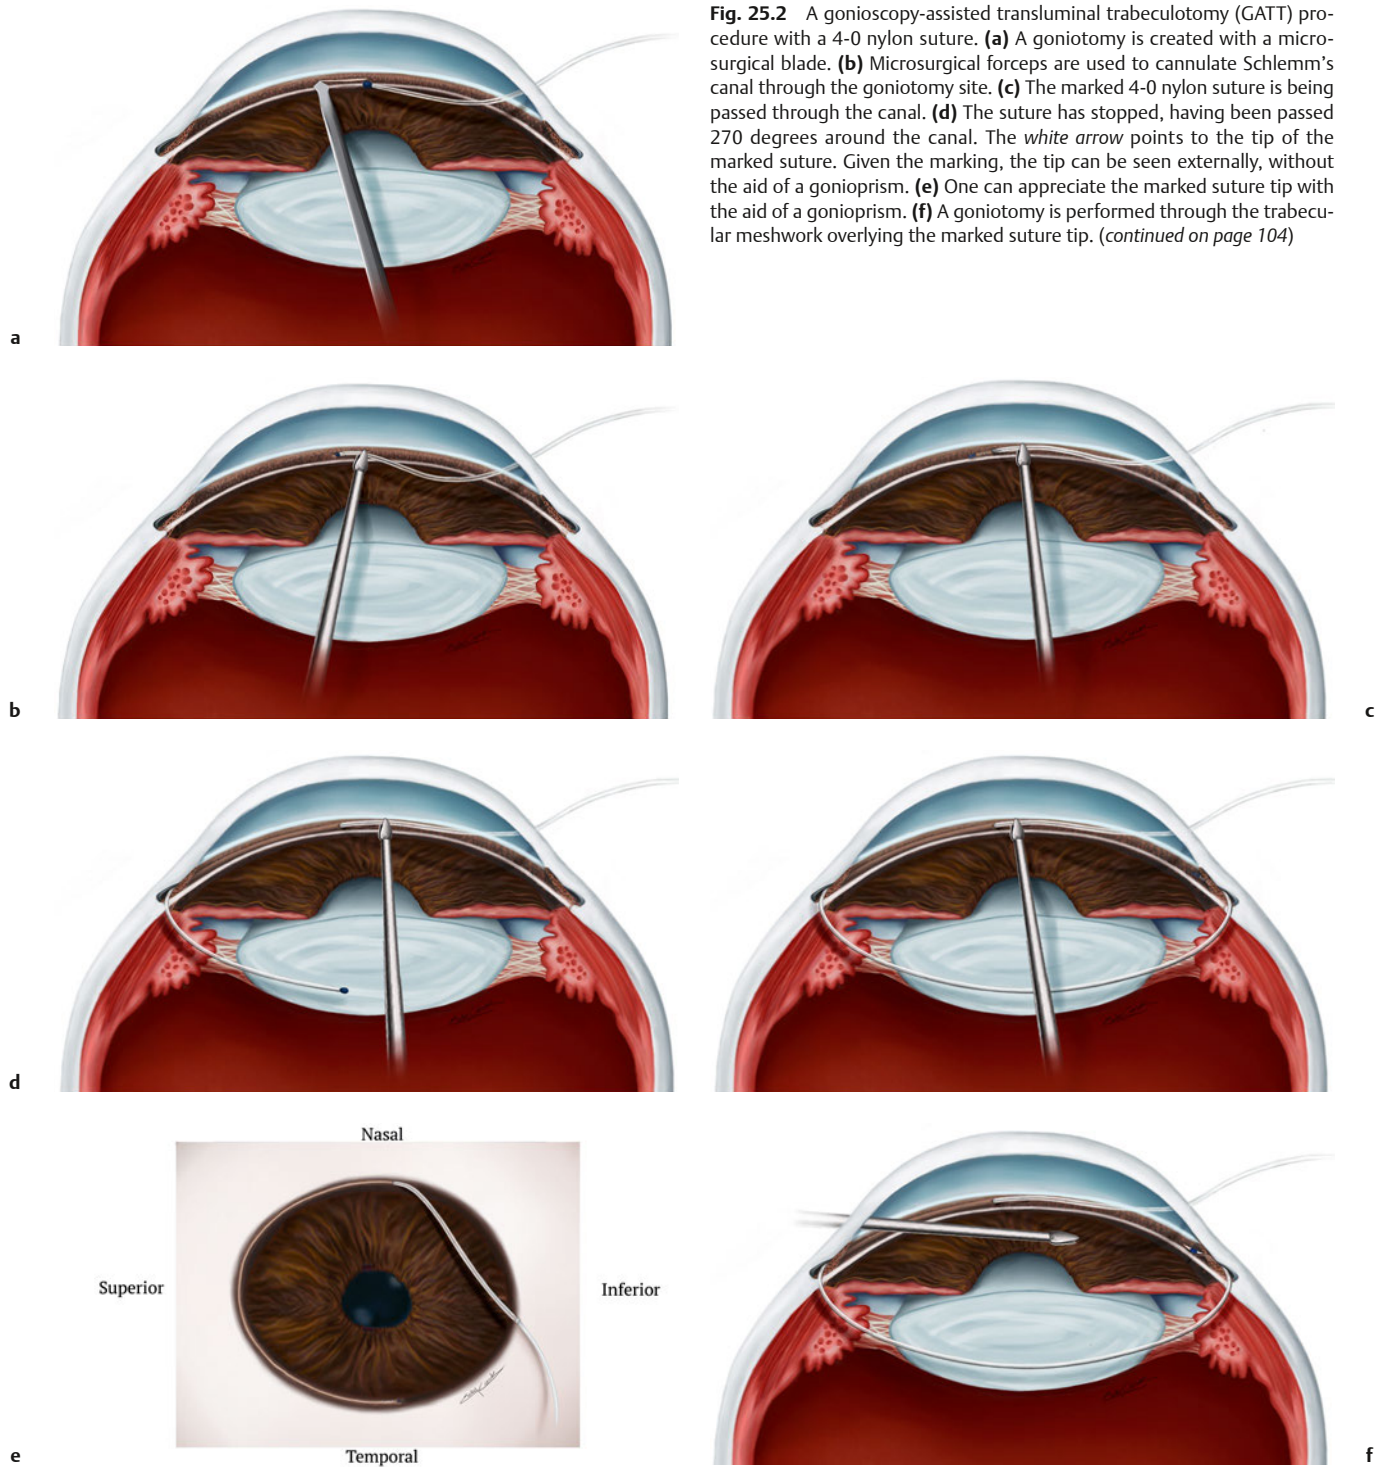 Fig. 25.2 A gonioscopy-assisted transluminal trabeculotomy (GATT) pro-
cedure with a 4-0 nylon suture. (a) A goniotomy is created with a micro-
surgical blade. (b) Microsurgical forceps are used to cannulate Schlemm's
canal through the goniotomy site. (c) The marked 4-0 nylon suture is being
passed through the canal. (d) The suture has stopped, having been passed
270 degrees around the canal. The white arrow points to the tip of the
marked suture. Given the marking, the tip can be seen externally, without
the aid of a gonioprism. (e) One can appreciate the marked suture tip with
the aid of a gonioprism. (f) A goniotomy is performed through the trabecu-
lar meshwork overlying the marked suture tip. (continued on page 104)
a
b
c
d
Nasal
Superior
Inferior
Temporal
e
f